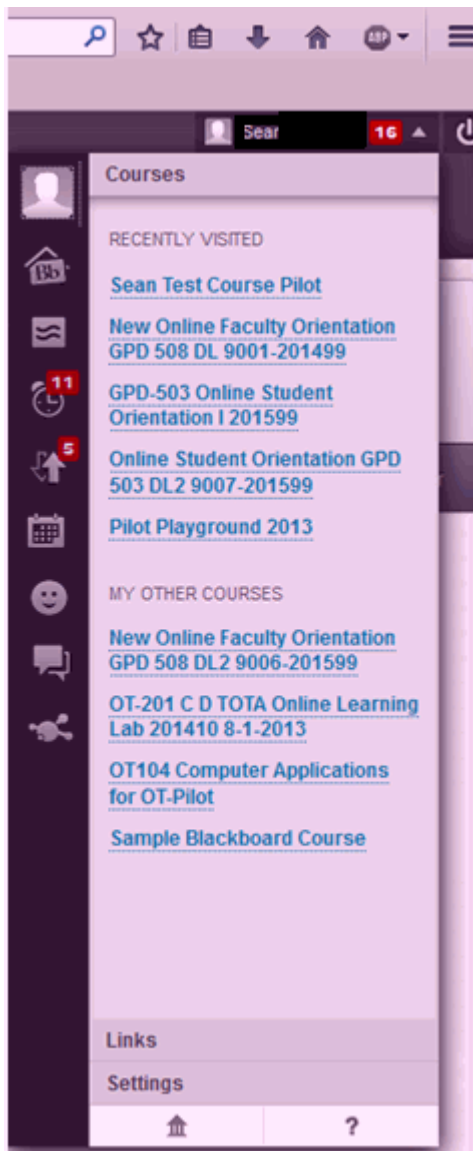 ABP
Sean 16
Courses
RECENTLY VISITED
Bb
Sean Test Course Pilot
New Online Faculty Orientation
GPD 508 DL 9001-201499
11
GPD-503 Online Student
Orientation I 201599
5
Online Student Orientation GPD
503 DL2 9007-201599
Pilot Playground 2013
MY OTHER COURSES
New Online Faculty Orientation
GPD 508 DL2 9006-201599
OT-201 C D TOTA Online Learning
Lab 201410 8-1-2013
OT104 Computer Applications
for OT-Pilot
Sample Blackboard Course
Links
Settings
?